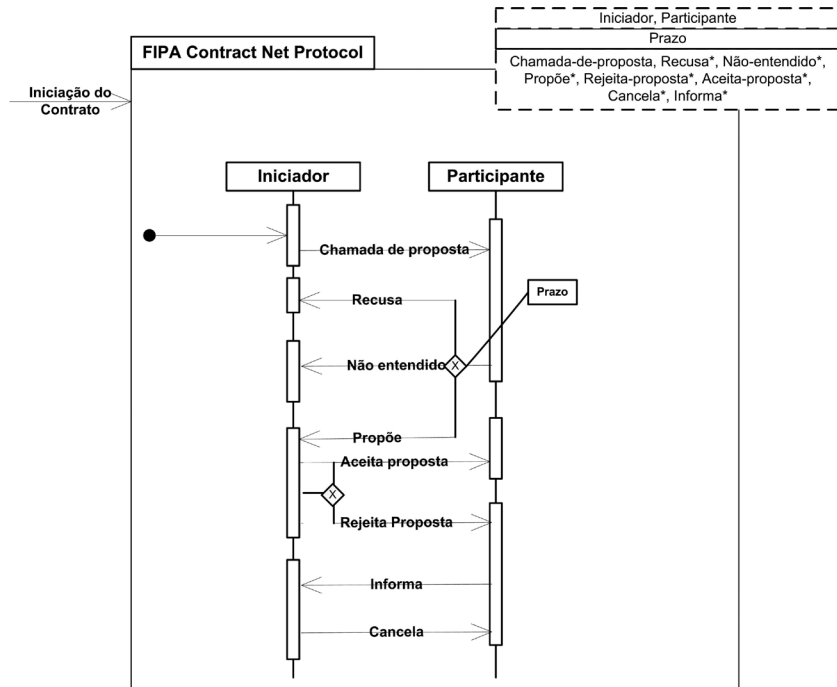 Iniciador, Participante
Prazo
FIPA Contract Net Protocol
Chamada-de-proposta, Recusa*, Não-entendido*,
Propõe*, Rejeita-proposta*, Aceita-proposta*,
Cancela*, Informa*
Iniciação do
Contrato
Iniciador
Participante
Chamada de proposta
Prazo
Recusa
X
Não entendido
Propõe
Aceita proposta
X
Rejeita Proposta
Informa
Cancela